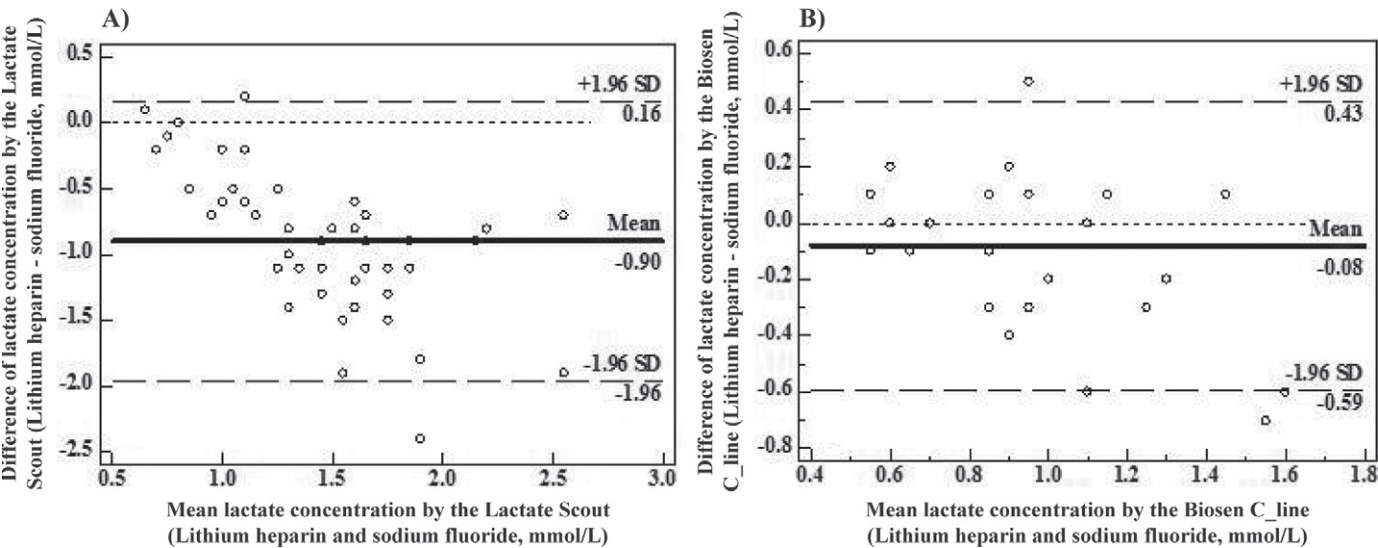 A)
Difference of lactate concentration by the Lactate
Scout (Lithium heparin - sodium fluoride, mmol/L)
0.5
0.0
-0.5
-1.0
-1.5
-2.0
-2.5
+1.96 SD
0.16
Mean
-0.90
-1.96 SD
-1.96
0.5 1.0 1.5 2.0 2.5 3.0
Mean lactate concentration by the Lactate Scout
(Lithium heparin and sodium fluoride, mmol/L)
B)
Difference of lactate concentration by the Biosen
C_line (Lithium heparin - sodium fluoride, mmol/L)
0.6
0.4
0.2
0.0
-0.2
-0.4
-0.6
-0.8
+1.96 SD
0.43
Mean
-0.08
-1.96 SD
-0.59
0.4 0.6 0.8 1.0 1.2 1.4 1.6 1.8
Mean lactate concentration by the Biosen C_line
(Lithium heparin and sodium fluoride, mmol/L)